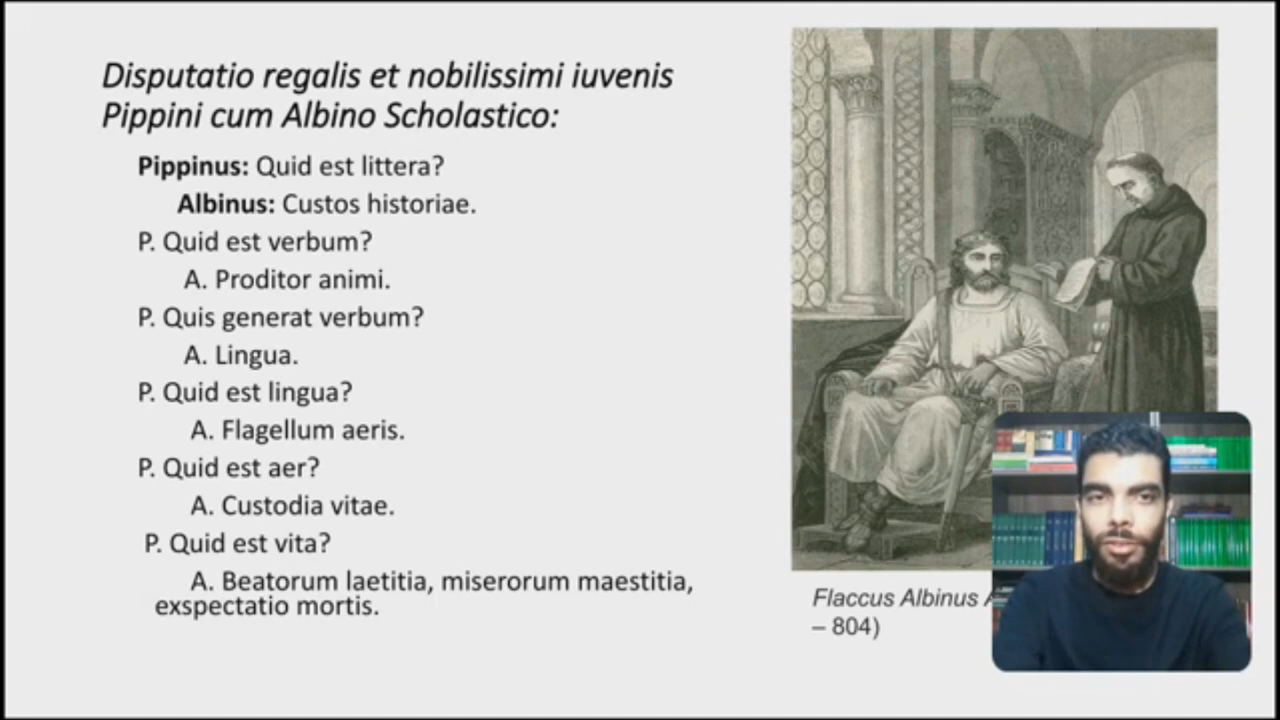 Disputatio regalis et nobilissimi iuvenis
Pippini cum Albino Scholastico:
Pippinus: Quid est littera?
Albinus: Custos historiae.
P. Quid est verbum?
A. Proditor animi.
P. Quis generat verbum?
A. Lingua.
P. Quid est lingua?
A. Flagellum aeris.
P. Quid est aer?
A. Custodia vitae.
P. Quid est vita?
A. Beatorum laetitia, miserorum maestitia,
exspectatio mortis.
Flaccus Albinus
– 804)